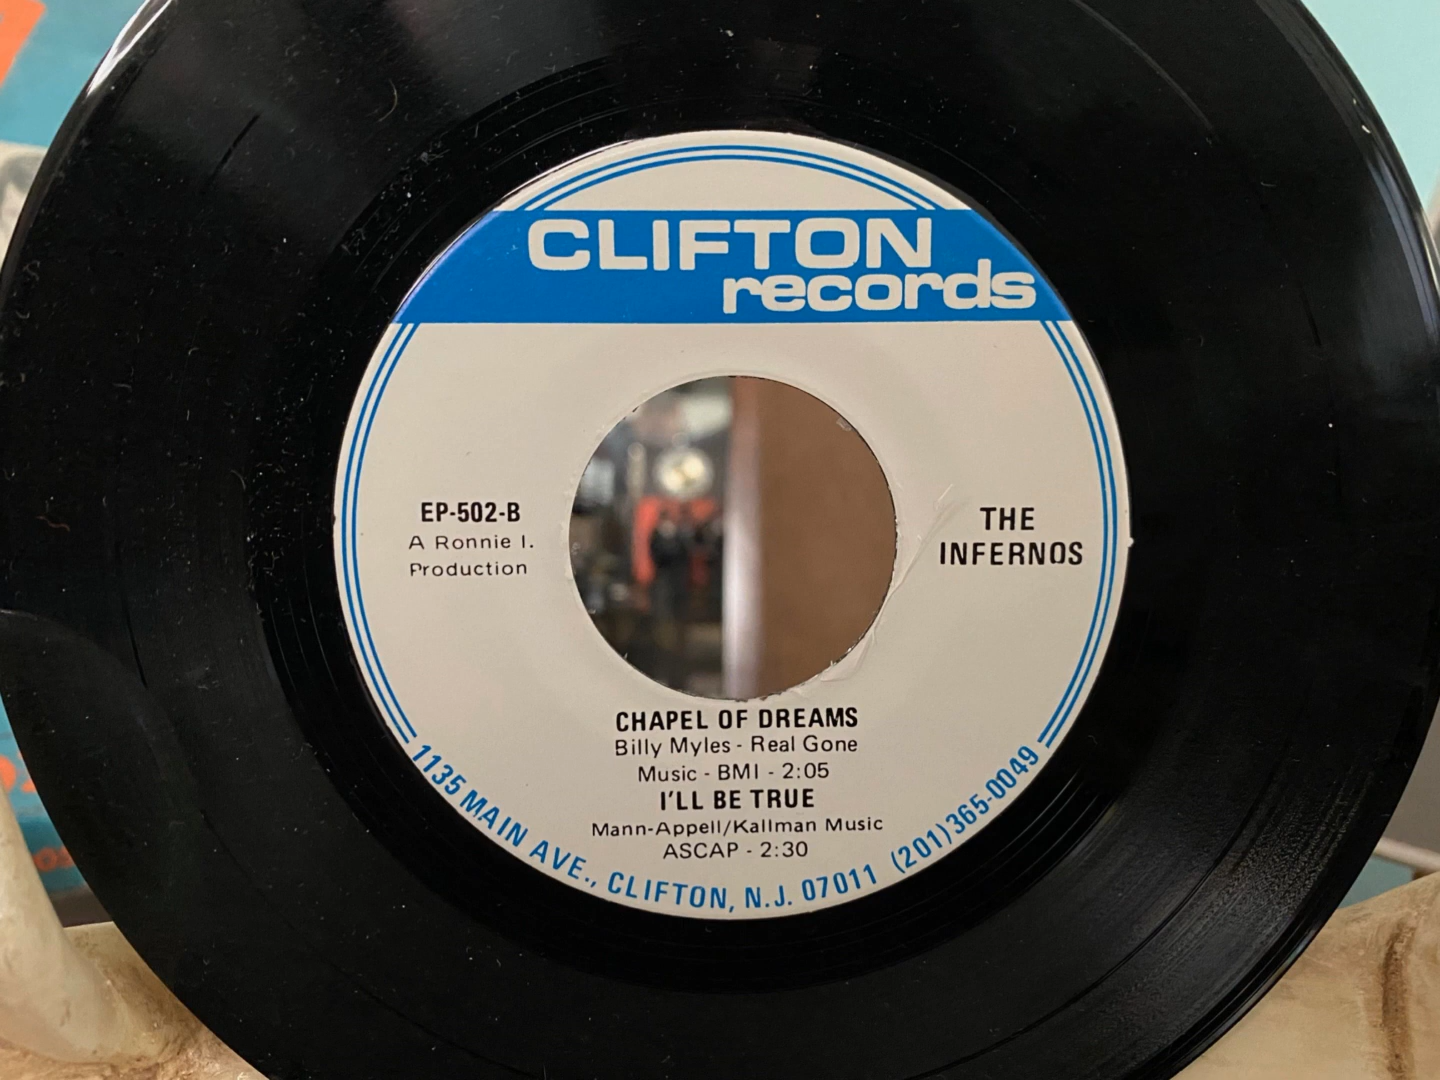 CLIFTON
records
EP-502-B
A Ronnie I.
Production
THE
INFERNOS
CHAPEL OF DREAMS
Billy Myles - Real Gone
Music - BMI - 2:05
I'LL BE TRUE
Mann-Appell/Kallman Music
ASCAP - 2:30
1135 MAIN AVE., CLIFTON, N.J. 07011 (201) 365-0049